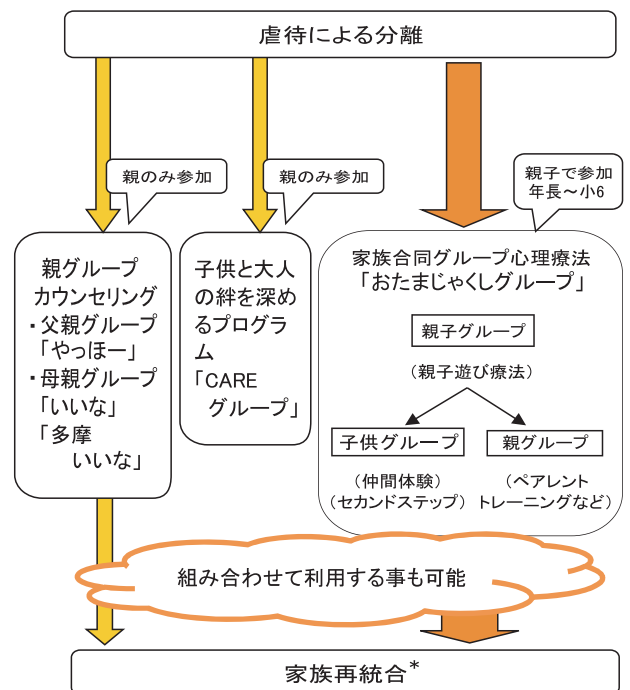 虐待による分離
親のみ参加
親のみ参加
親子で参加
年長～小6
親グループ
カウンセリング
・父親グループ
「やっほー」
・母親グループ
「いいな」
「多摩
いいな」
子供と大人
の絆を深め
るプログラ
ム
「CARE
グループ」
家族合同グループ心理療法
「おたまじゃくしグループ」
親子グループ
(親子遊び療法)
子供グループ
親グループ
(仲間体験)
(セカンドステップ)
(ペアレント
トレーニングなど)
組み合わせて利用する事も可能
家族再統合*